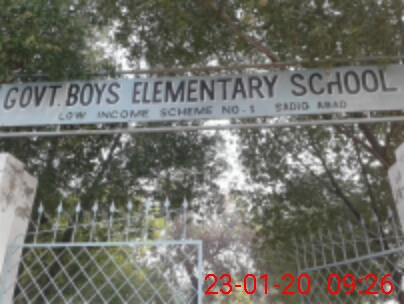 GOVT. BOYS ELEMENTARY SCHOOL
LOW INCOME SCHEME NO-1 SADIQ ABAD
23-01-20 09:26